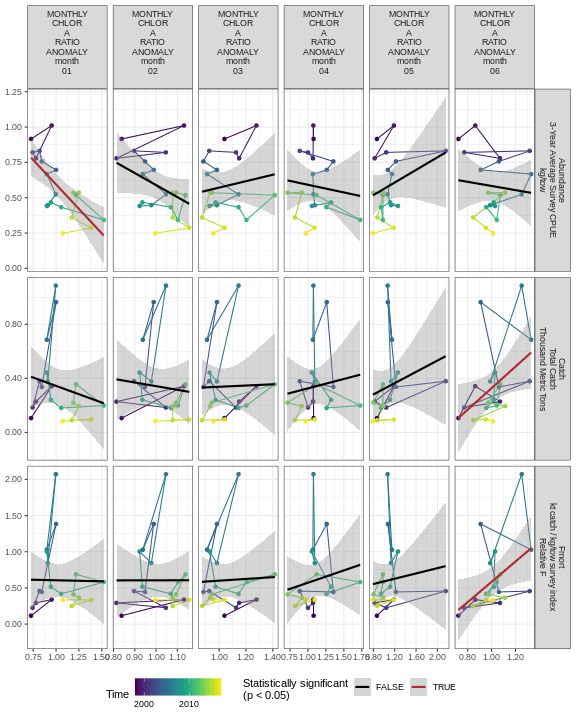 MONTHLY
CHLOR
A
RATIO
ANOMALY
month
01
MONTHLY
CHLOR
A
RATIO
ANOMALY
month
02
MONTHLY
CHLOR
A
RATIO
ANOMALY
month
03
MONTHLY
CHLOR
A
RATIO
ANOMALY
month
04
MONTHLY
CHLOR
A
RATIO
ANOMALY
month
05
MONTHLY
CHLOR
A
RATIO
ANOMALY
month
06
1.25
1.00
0.75
0.50
0.25
0.00
Abundance
3-Year Average Survey CPUE
kg/tow
0.80
0.40
0.00
Catch
Total Catch
Thousand Metric Tons
2.00
1.50
1.00
0.50
0.00
Fmort
kt catch / kg/tow survey index
Relative F
0.75 1.00 1.25 1.50
0.80 0.90 1.00 1.10
1.00 1.20 1.40
0.75 1.00 1.25 1.50 1.75
0.80 1.20 1.60 2.00
0.80 1.00 1.20
Time
2000 2010
Statistically significant
(p < 0.05)
FALSE
TRUE